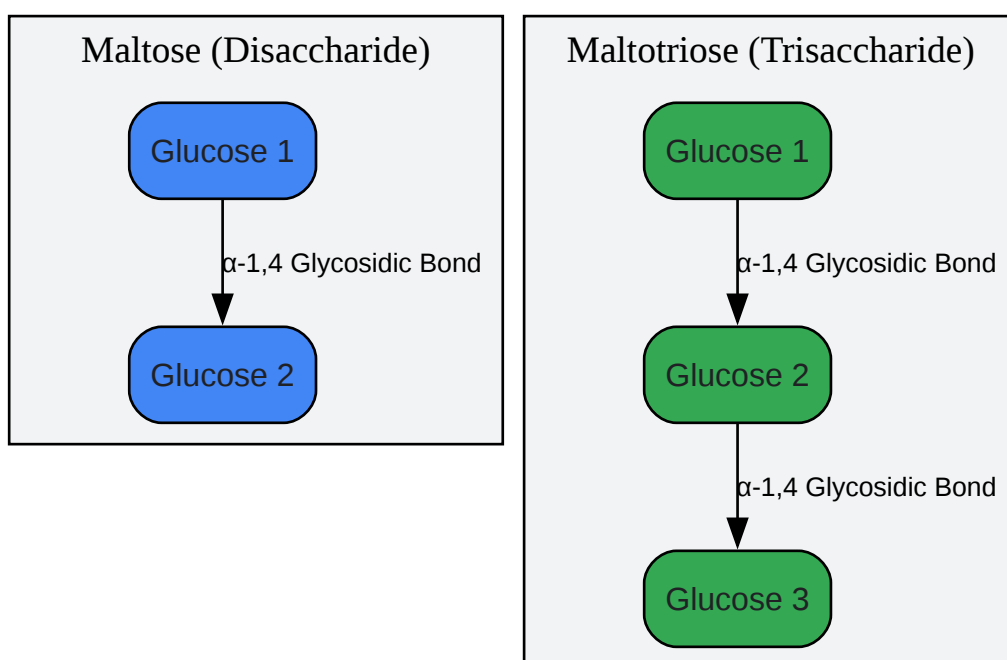 Maltose (Disaccharide)
Glucose 1
α-1,4 Glycosidic Bond
Glucose 2
Maltotriose (Trisaccharide)
Glucose 1
α-1,4 Glycosidic Bond
Glucose 2
α-1,4 Glycosidic Bond
Glucose 3